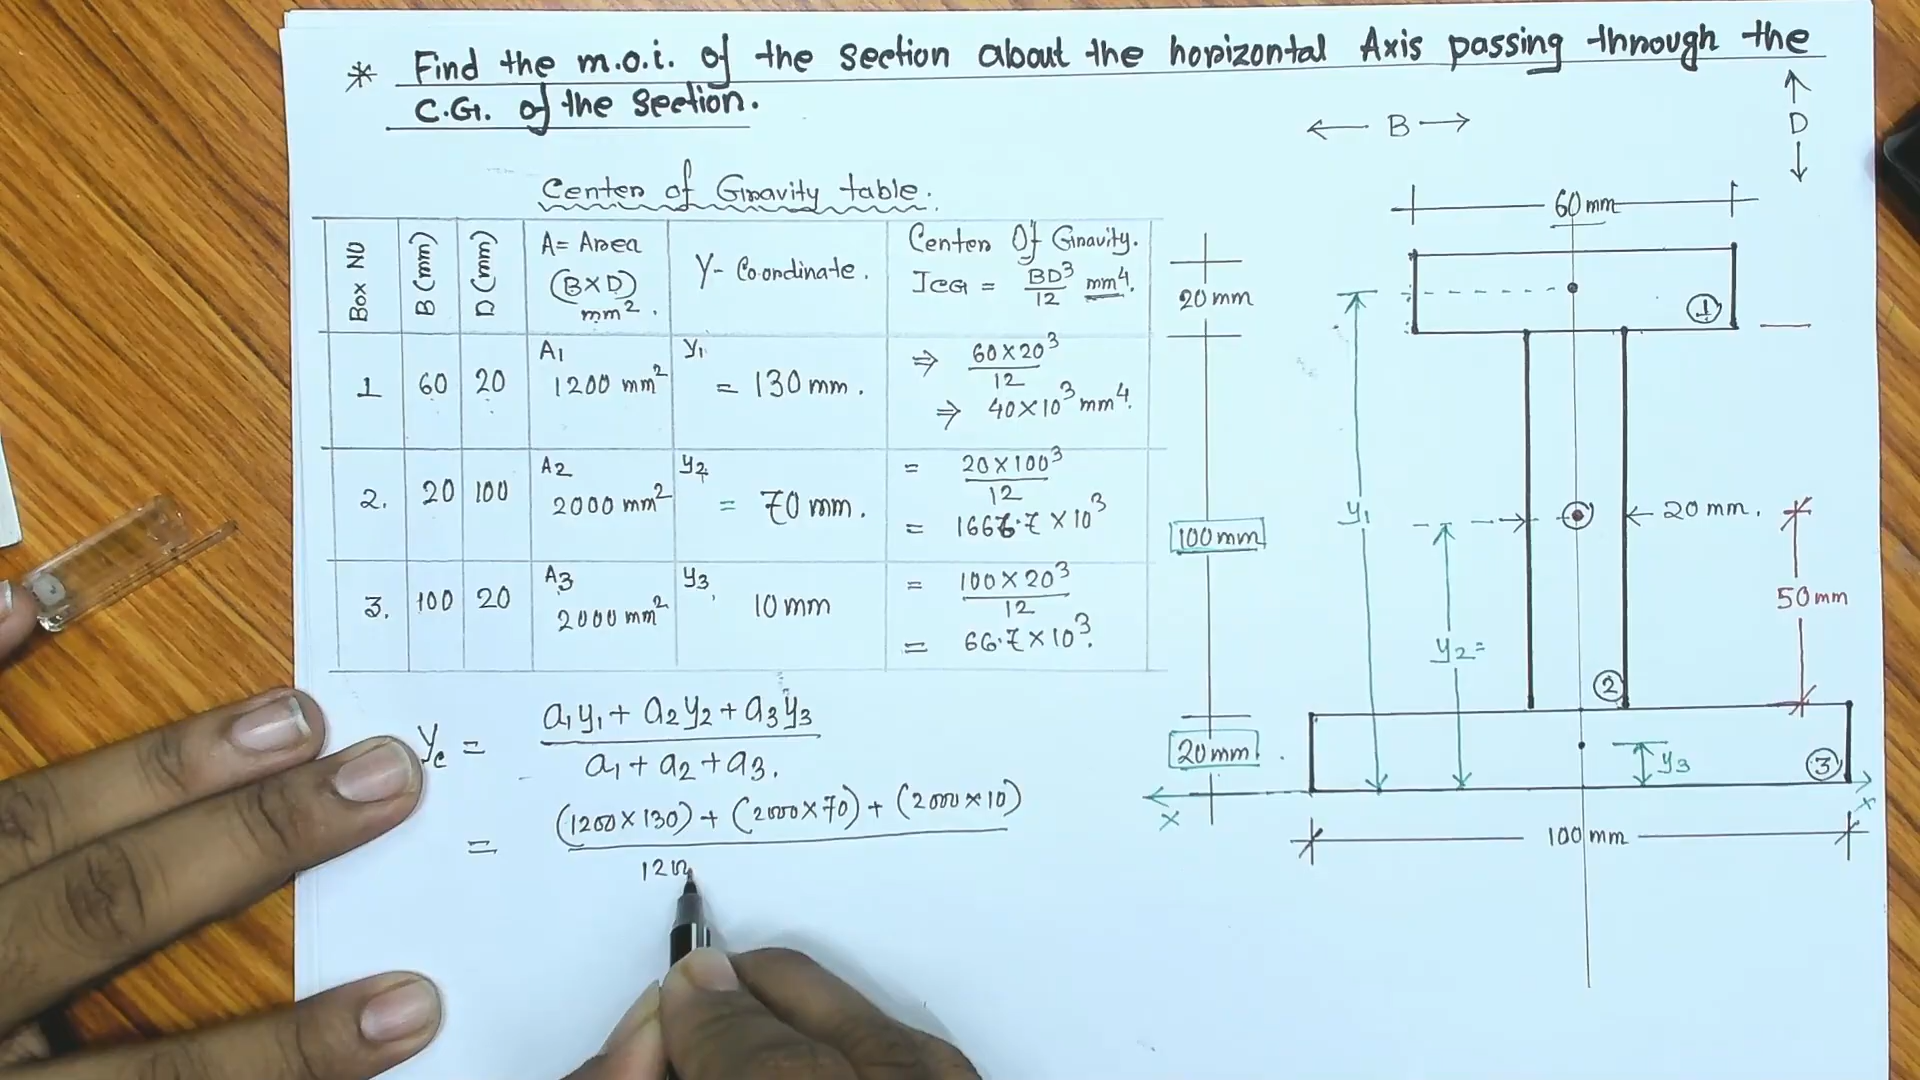 * Find the m.o.i. of the section about the horizontal Axis passing through the
C.G. of the section.
← B →
↑
D
↓
Center of Gravity table.
Box NO
B (mm)
D (mm)
A = Area
(B×D)
mm².
Y- Coordinate.
Center Of Gravity.
ICG = BD³/12 mm⁴.
1
60
20
A1
1200 mm²
y1
= 130 mm.
⇒ 60×20³/12
⇒ 40×10³ mm⁴.
2.
20
100
A2
2000 mm²
y2
= 70 mm.
= 20×100³/12
= 1666.7 × 10³
3.
100
20
A3
2000 mm²
y3
10 mm
= 100×20³/12
= 66.7 × 10³.
Yc = a1y1 + a2y2 + a3y3
a1 + a2 + a3.
= (1200×130) + (2000×70) + (2000×10)
1200
60 mm
20 mm
1
y1
20 mm.
100 mm
50 mm
y2 =
2
20 mm.
y3
3
x
x
100 mm